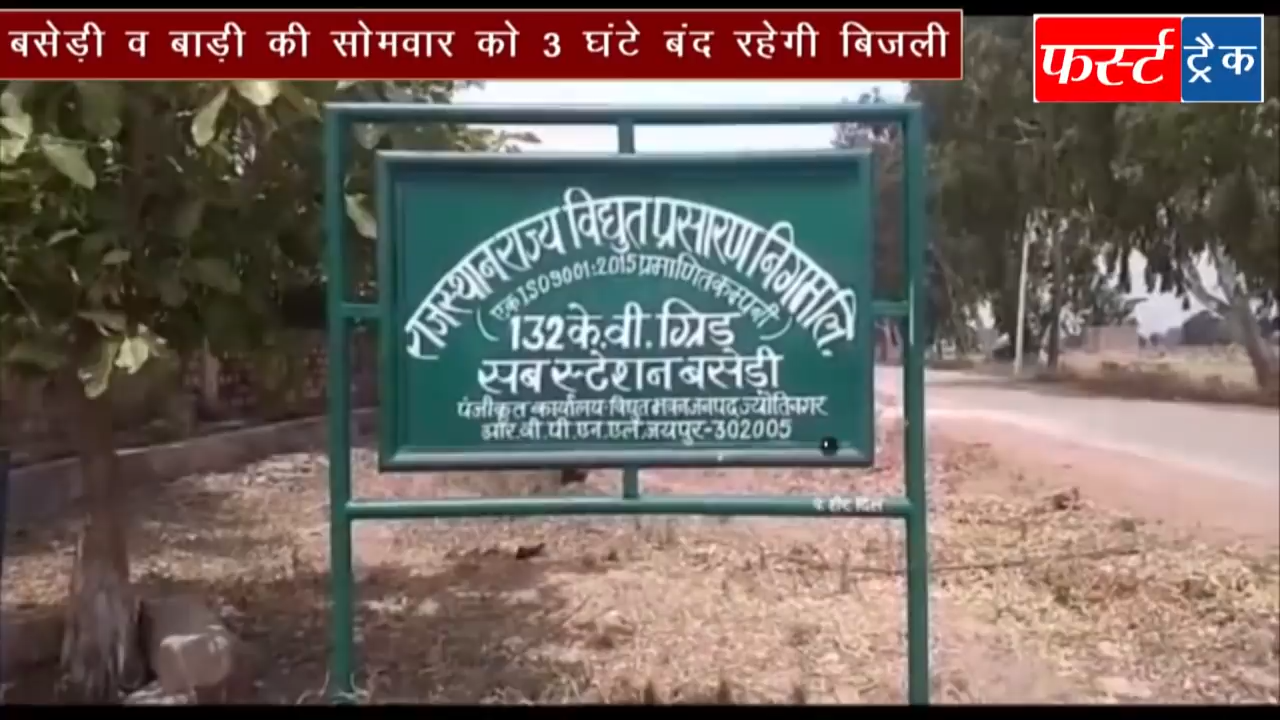 बसेड़ी व बाड़ी की सोमवार को 3 घंटे बंद रहेगी बिजली
फर्स्ट ट्रैक
राजस्थान राज्य विद्युत प्रसारण निगम लि.
(एक ISO 9001:2015 प्रमाणित कम्पनी)
132 के.वी. ग्रिड
सब स्टेशन बसेड़ी
पंजीकृत कार्यालय विधुत भवन जनपद ज्योतिनगर
आर.वी.पी.एन.एल. जयपुर-302005